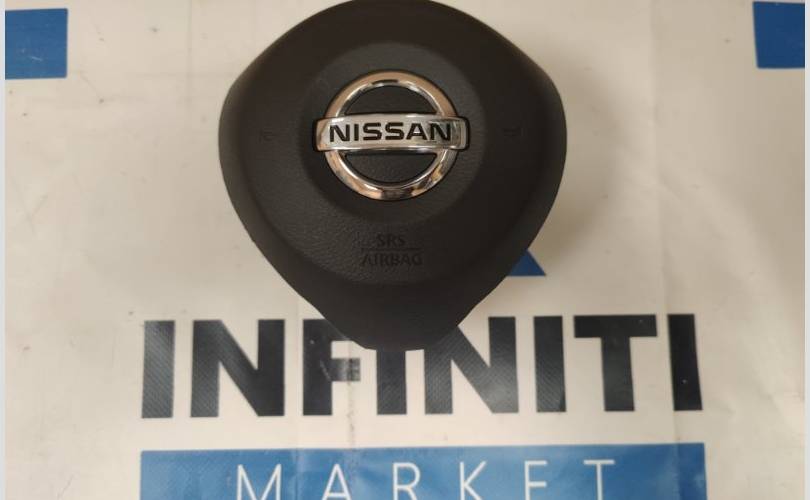 NISSAN
SRS
AIRBAG
INFINITI
MARKET